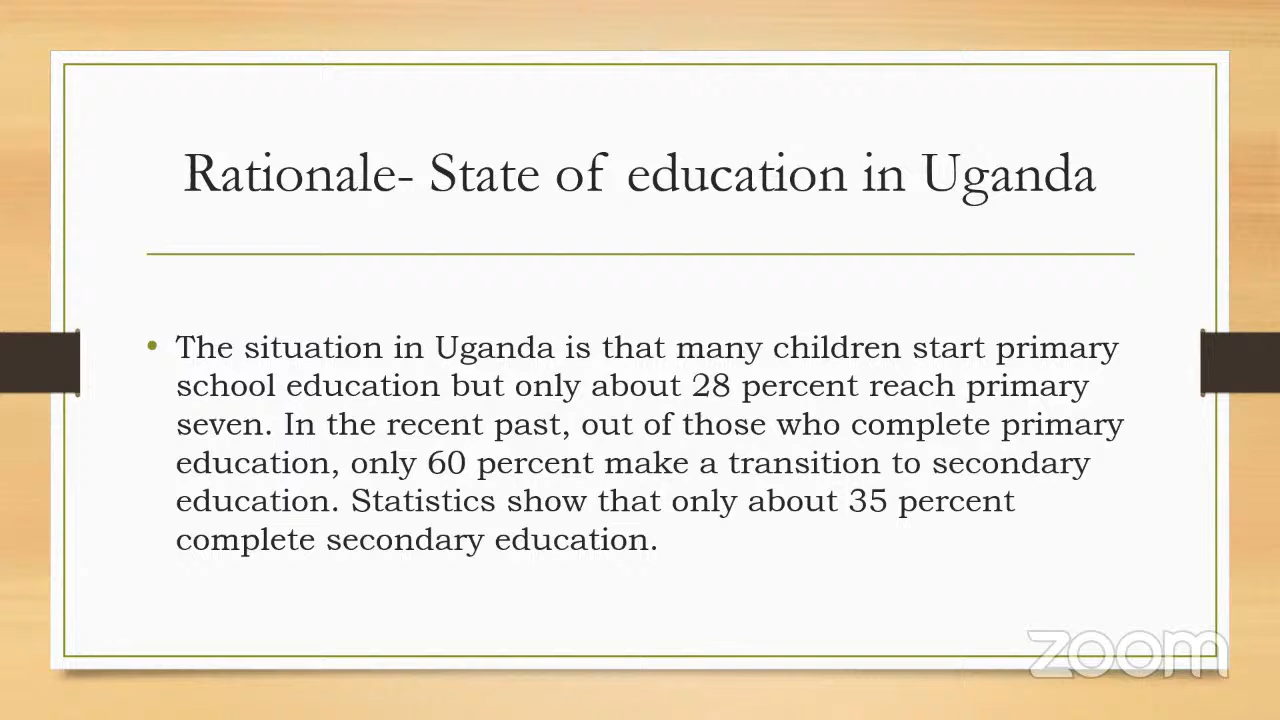 Rationale- State of education in Uganda
• The situation in Uganda is that many children start primary
school education but only about 28 percent reach primary
seven. In the recent past, out of those who complete primary
education, only 60 percent make a transition to secondary
education. Statistics show that only about 35 percent
complete secondary education.
zoom